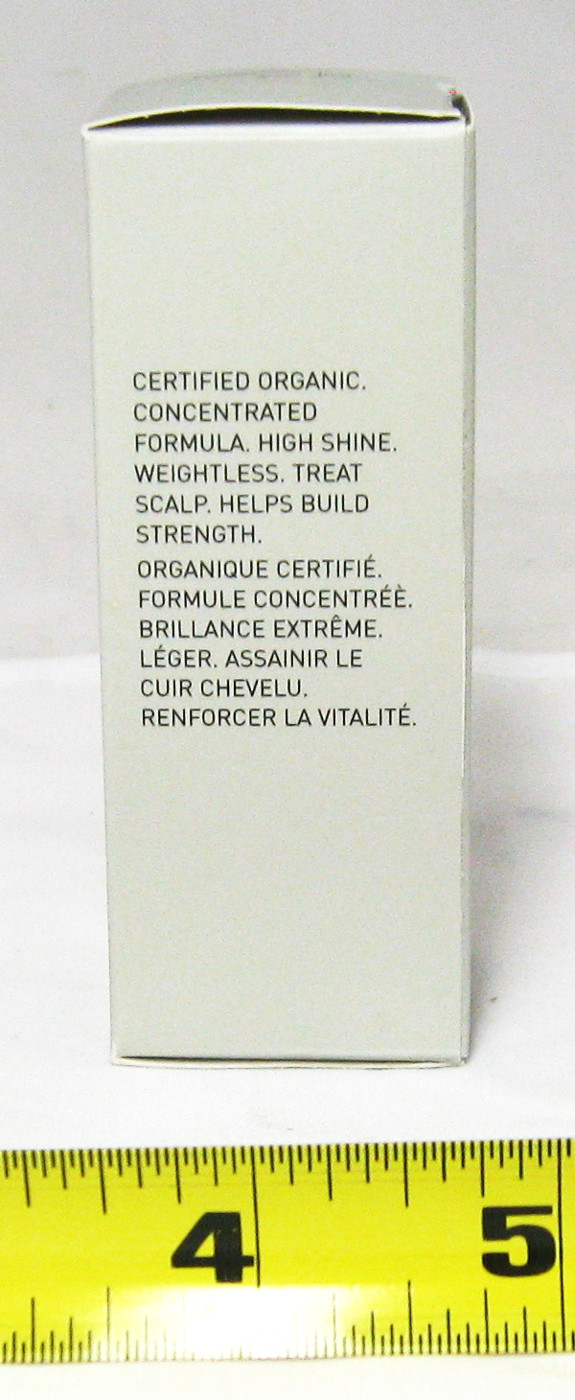 CERTIFIED ORGANIC.
CONCENTRATED
FORMULA. HIGH SHINE.
WEIGHTLESS. TREAT
SCALP. HELPS BUILD
STRENGTH.
ORGANIQUE CERTIFIÉ.
FORMULE CONCENTRÉÈ.
BRILLANCE EXTRÊME.
LÉGER. ASSAINIR LE
CUIR CHEVELU.
RENFORCER LA VITALITÉ.
4 5